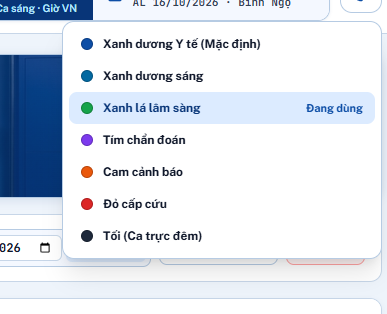 Ca sáng · Giờ VN
AL 16/10/2026 · Bính Ngọ
Xanh dương Y tế (Mặc định)
Xanh dương sáng
Xanh lá lâm sàng
Đang dùng
Tím chẩn đoán
Cam cảnh báo
Đỏ cấp cứu
Tối (Ca trực đêm)
026